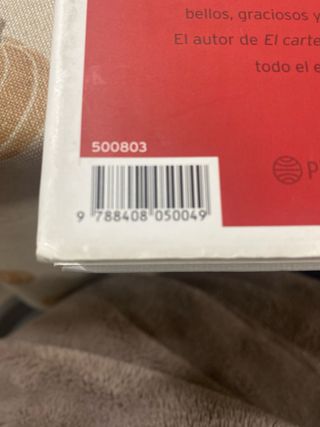 bellos, graciosos y
El autor de El carte
todo el e
500803
P
9 788408 050049